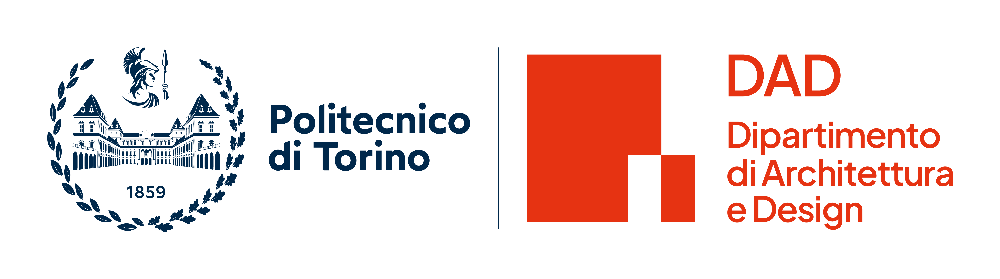 1859
Politecnico
di Torino
DAD
Dipartimento
di Architettura
e Design